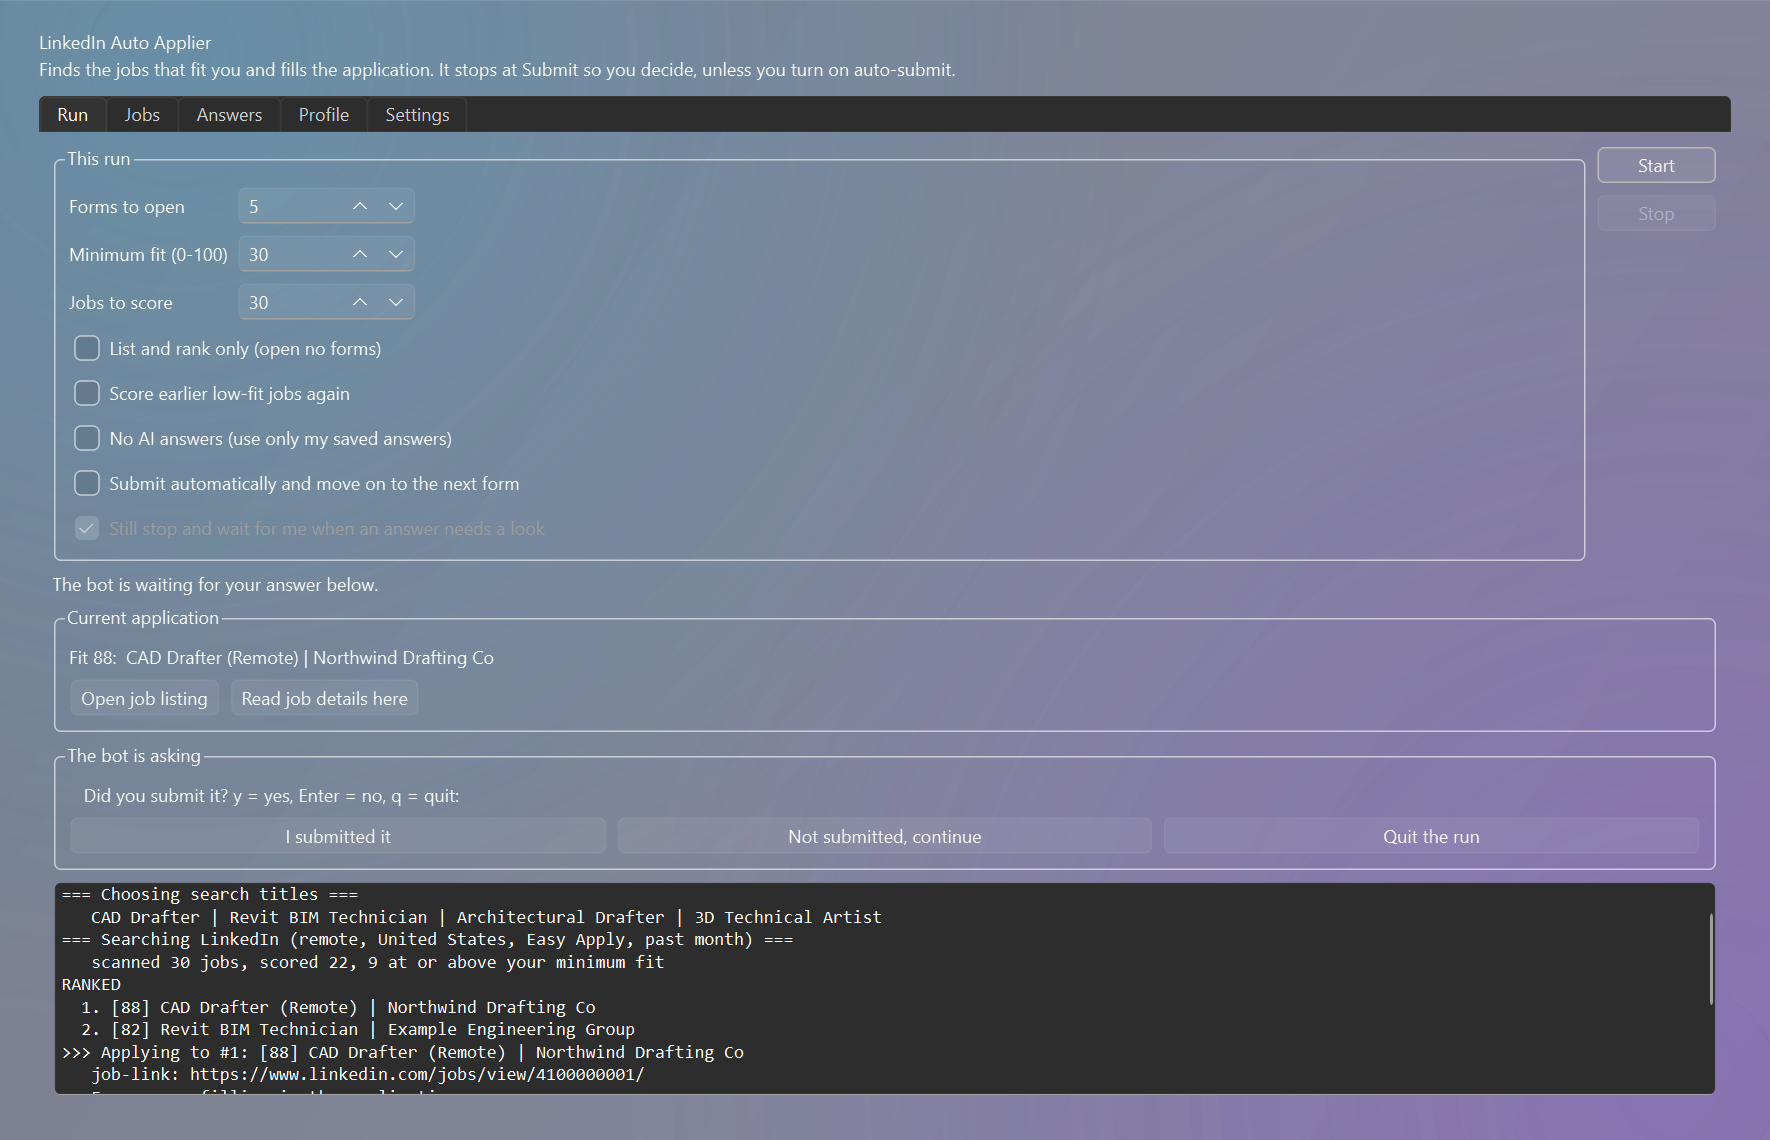 LinkedIn Auto Applier
Finds the jobs that fit you and fills the application. It stops at Submit so you decide, unless you turn on auto-submit.
Run Jobs Answers Profile Settings
This run
Start
Stop
Forms to open 5
Minimum fit (0-100) 30
Jobs to score 30
List and rank only (open no forms)
Score earlier low-fit jobs again
No AI answers (use only my saved answers)
Submit automatically and move on to the next form
Still stop and wait for me when an answer needs a look
The bot is waiting for your answer below.
Current application
Fit 88: CAD Drafter (Remote) | Northwind Drafting Co
Open job listing Read job details here
The bot is asking
Did you submit it? y = yes, Enter = no, q = quit:
I submitted it Not submitted, continue Quit the run
=== Choosing search titles ===
CAD Drafter | Revit BIM Technician | Architectural Drafter | 3D Technical Artist
=== Searching LinkedIn (remote, United States, Easy Apply, past month) ===
scanned 30 jobs, scored 22, 9 at or above your minimum fit
RANKED
1. [88] CAD Drafter (Remote) | Northwind Drafting Co
2. [82] Revit BIM Technician | Example Engineering Group
>>> Applying to #1: [88] CAD Drafter (Remote) | Northwind Drafting Co
job-link: https://www.linkedin.com/jobs/view/4100000001/